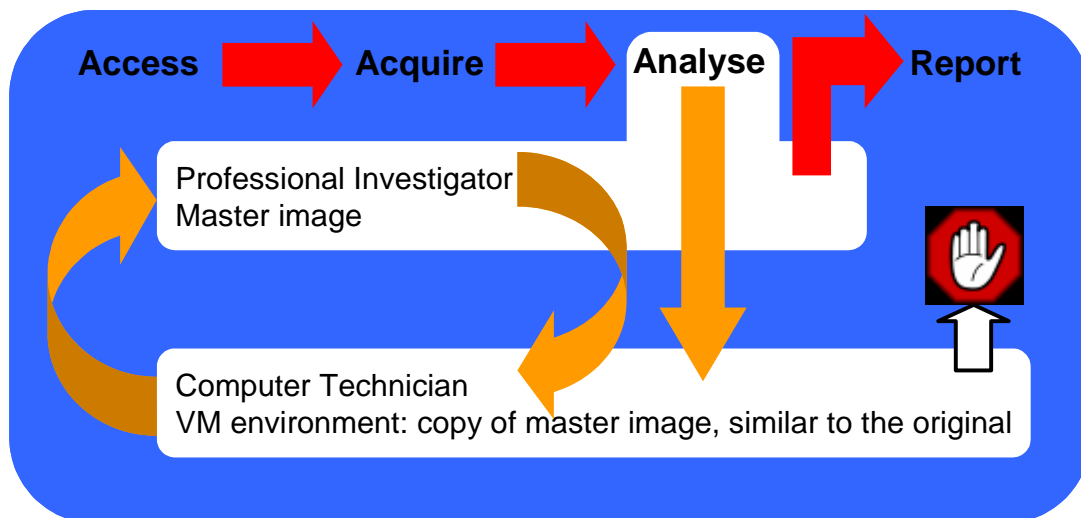 Access Acquire Analyse Report
Professional Investigator
Master image
Computer Technician
VM environment: copy of master image, similar to the original